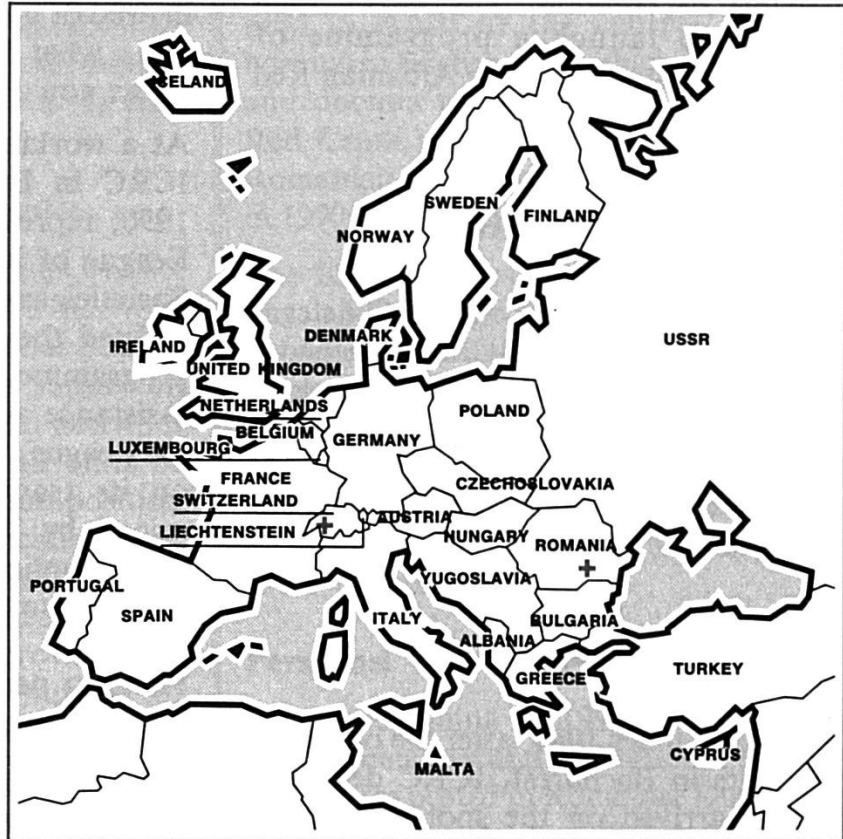 ICELAND
SWEDEN
FINLAND
NORWAY
DENMARK
IRELAND
USSR
UNITED KINGDOM
NETHERLANDS
POLAND
BELGIUM
GERMANY
LUXEMBOURG
FRANCE
CZECHOSLOVAKIA
SWITZERLAND
AUSTRIA
LIECHTENSTEIN
HUNGARY
ROMANIA
YUGOSLAVIA
PORTUGAL
SPAIN
ITALY
BULGARIA
ALBANIA
GREECE
TURKEY
CYPRUS
MALTA